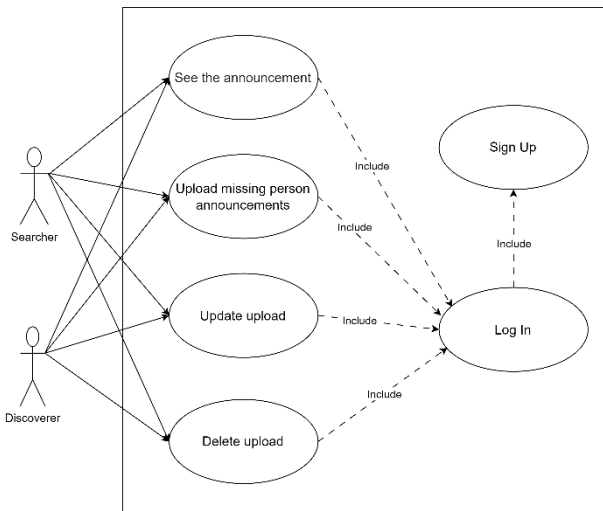 See the announcement
Sign Up
Include
Upload missing person
announcements
Include
Include
Searcher
Update upload
Include
Log In
Discoverer
Include
Delete upload